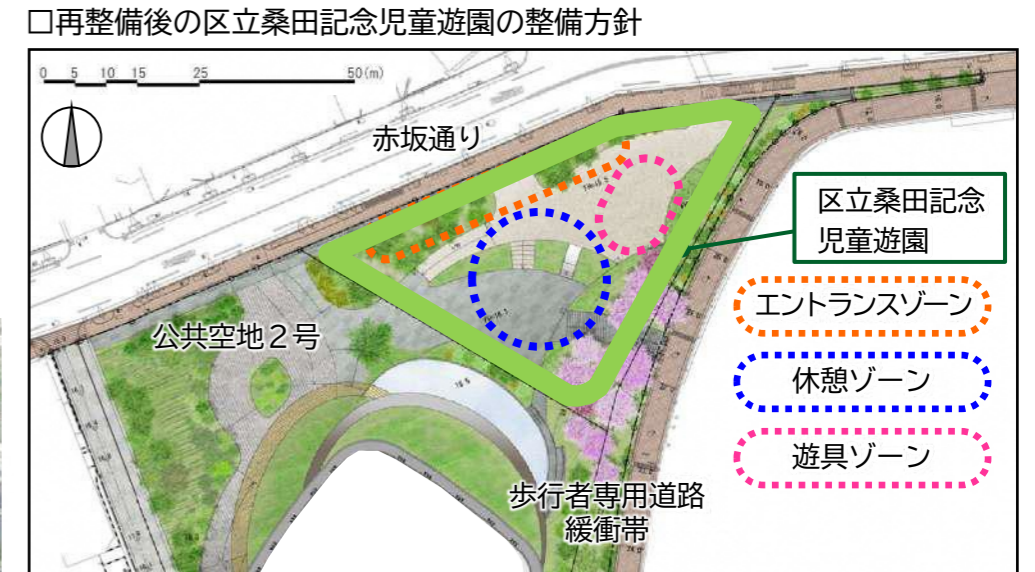 □再整備後の区立桑田記念児童遊園の整備方針
0 5 10 15 25 50(m)
赤坂通り
区立桑田記念
児童遊園
エントランスゾーン
公共空地２号
休憩ゾーン
遊具ゾーン
歩行者専用道路
緩衝帯